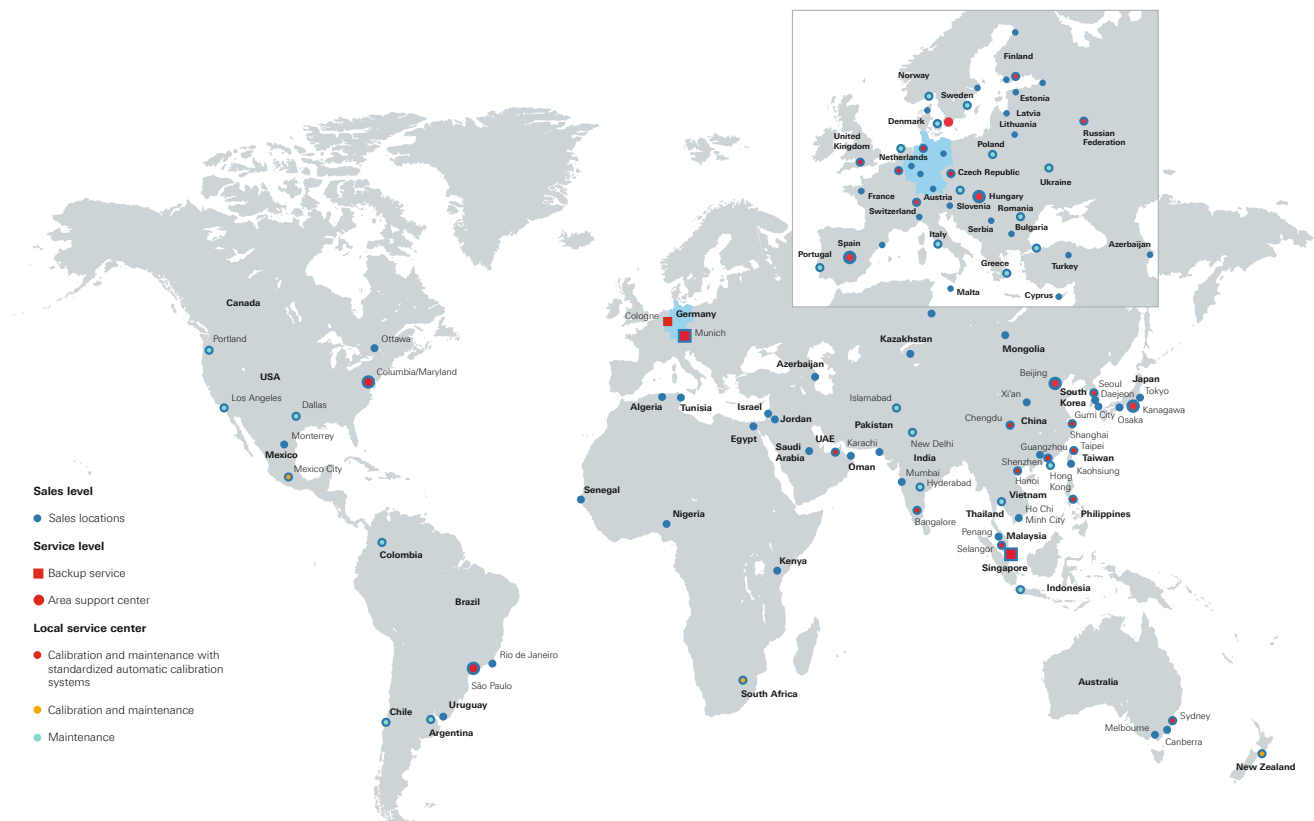 Finland
Norway
Sweden
Estonia
Latvia
Denmark
Lithuania
Russian
Federation
United
Kingdom
Poland
Netherlands
Czech Republic
Ukraine
France
Austria
Hungary
Switzerland
Slovenia
Romania
Serbia
Bulgaria
Italy
Spain
Azerbaijan
Portugal
Greece
Turkey
Malta
Cyprus
Canada
Portland
Ottawa
USA
Columbia/Maryland
Los Angeles
Dallas
Monterrey
Mexico
Mexico City
Cologne
Germany
Munich
Kazakhstan
Mongolia
Azerbaijan
Beijing
Japan
Seoul
Tokyo
South
Korea
Daejeon
Xi'an
Kanagawa
Gumi City
Osaka
Algeria
Tunisia
Israel
Jordan
Egypt
Islamabad
Pakistan
Chengdu
China
Shanghai
New Delhi
Saudi
Arabia
UAE
Karachi
Oman
India
Guangzhou
Taipei
Taiwan
Shenzhen
Kaohsiung
Hanoi
Hong
Kong
Mumbai
Hyderabad
Vietnam
Bangalore
Thailand
Ho Chi
Minh City
Philippines
Penang
Malaysia
Selangor
Singapore
Indonesia
Senegal
Nigeria
Kenya
South Africa
Colombia
Brazil
Rio de Janeiro
São Paulo
Uruguay
Chile
Argentina
Australia
Sydney
Melbourne
Canberra
New Zealand
Sales level
Sales locations
Service level
Backup service
Area support center
Local service center
Calibration and maintenance with
standardized automatic calibration
systems
Calibration and maintenance
Maintenance